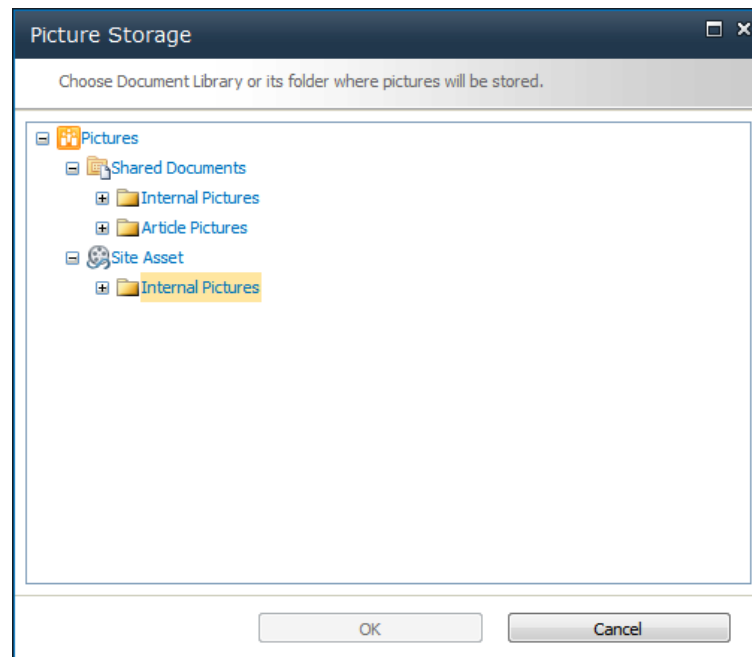 Picture Storage
Choose Document Library or its folder where pictures will be stored.
Pictures
Shared Documents
Internal Pictures
Article Pictures
Site Asset
Internal Pictures
OK
Cancel